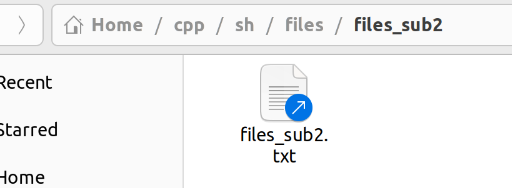 Home / cpp / sh / files / files_sub2
Recent
Starred
Home
files_sub2.
txt